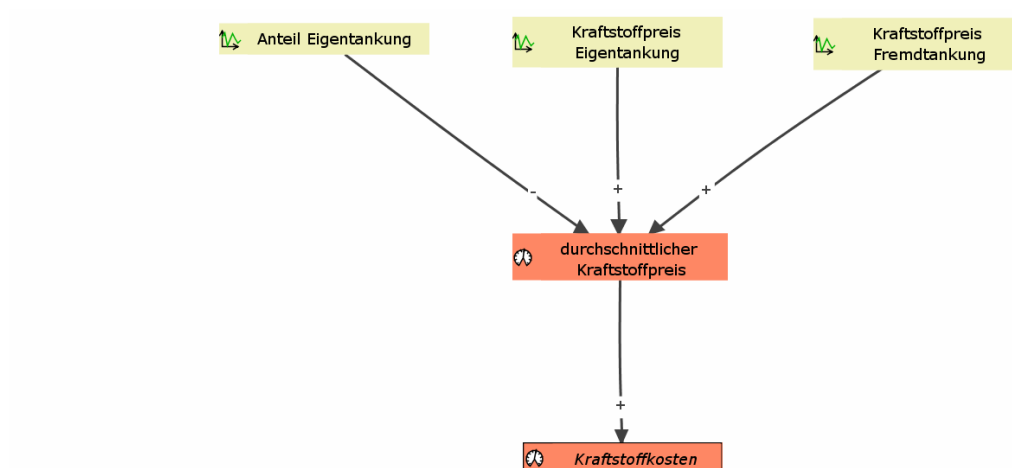 Anteil Eigentankung
Kraftstoffpreis
Eigentankung
Kraftstoffpreis
Fremdtankung
-
+
+
durchschnittlicher
Kraftstoffpreis
+
Kraftstoffkosten